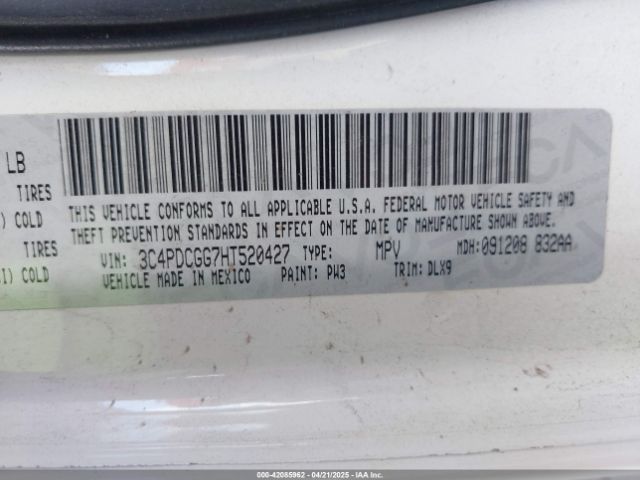 LB
TIRES
) COLD
TIRES
I) COLD
THIS VEHICLE CONFORMS TO ALL APPLICABLE U.S.A. FEDERAL MOTOR VEHICLE SAFETY AND
THEFT PREVENTION STANDARDS IN EFFECT ON THE DATE OF MANUFACTURE SHOWN ABOVE.
VIN: 3C4PDCGG7HT520427 TYPE: MPV MDH: 091208 832AA
VEHICLE MADE IN MEXICO PAINT: PW3 TRIM: DLX9
000-42085962 04/21/2025 IAAI.com